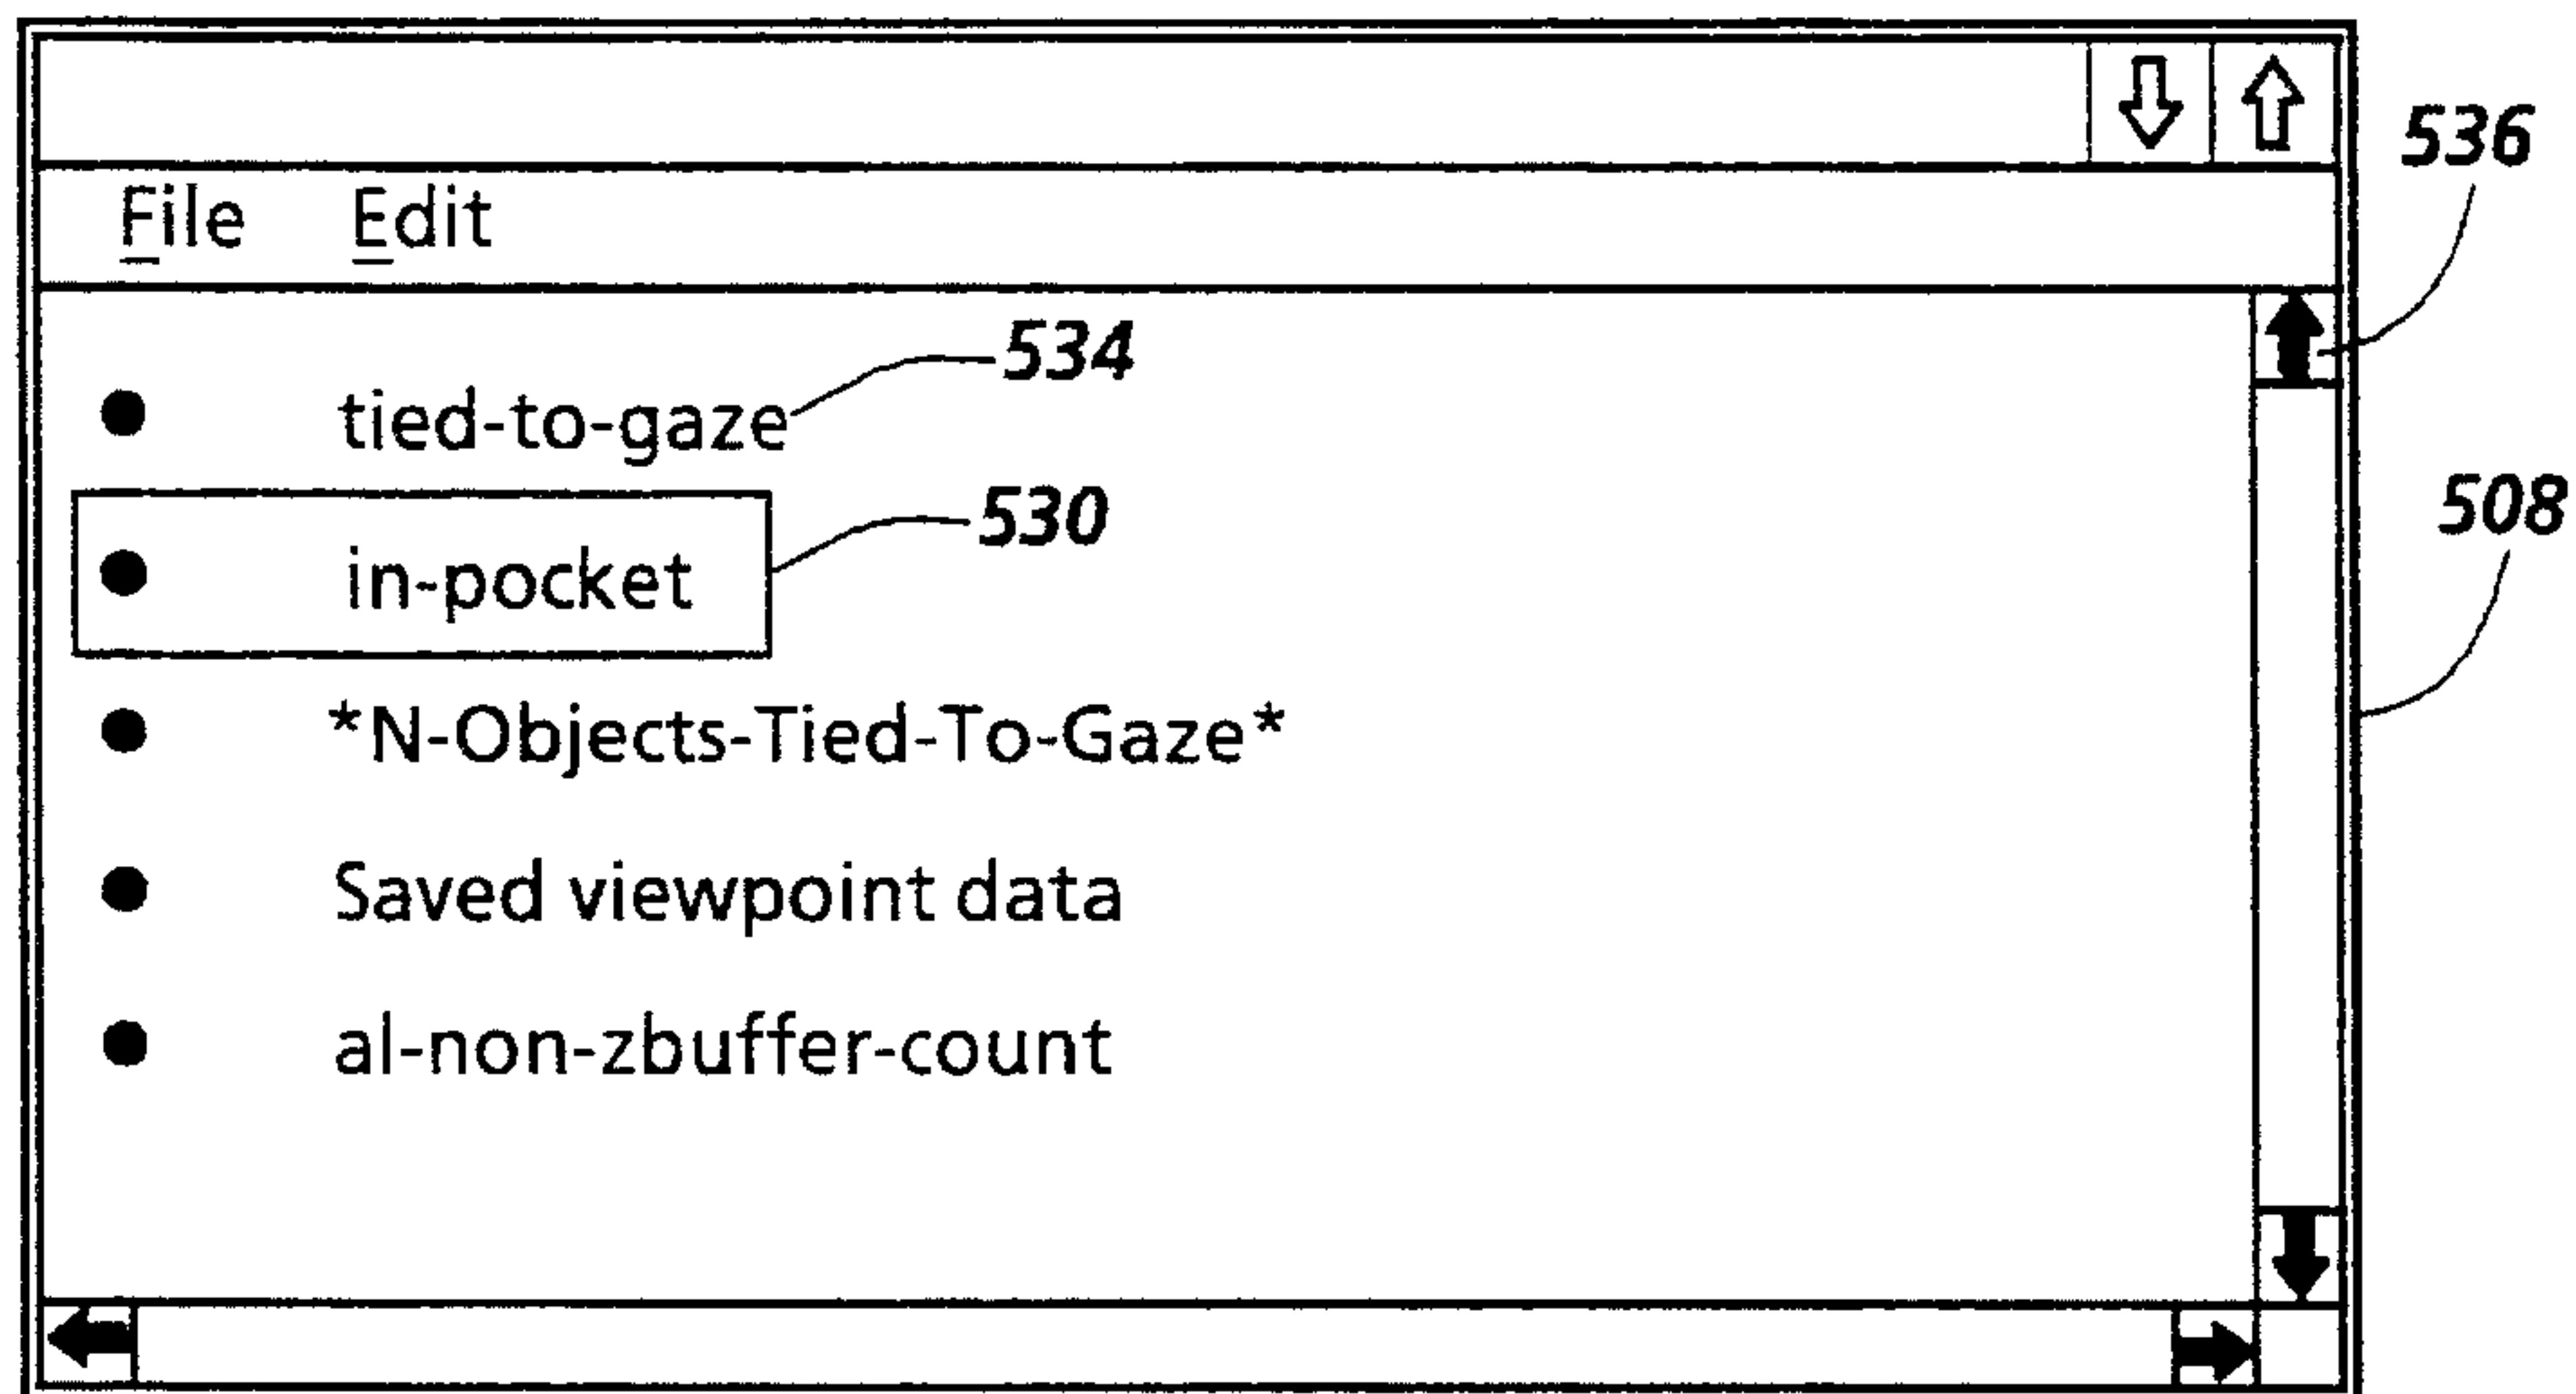 536
File Edit
534
tied-to-gaze
508
530
in-pocket
*N-Objects-Tied-To-Gaze*
Saved viewpoint data
al-non-zbuffer-count